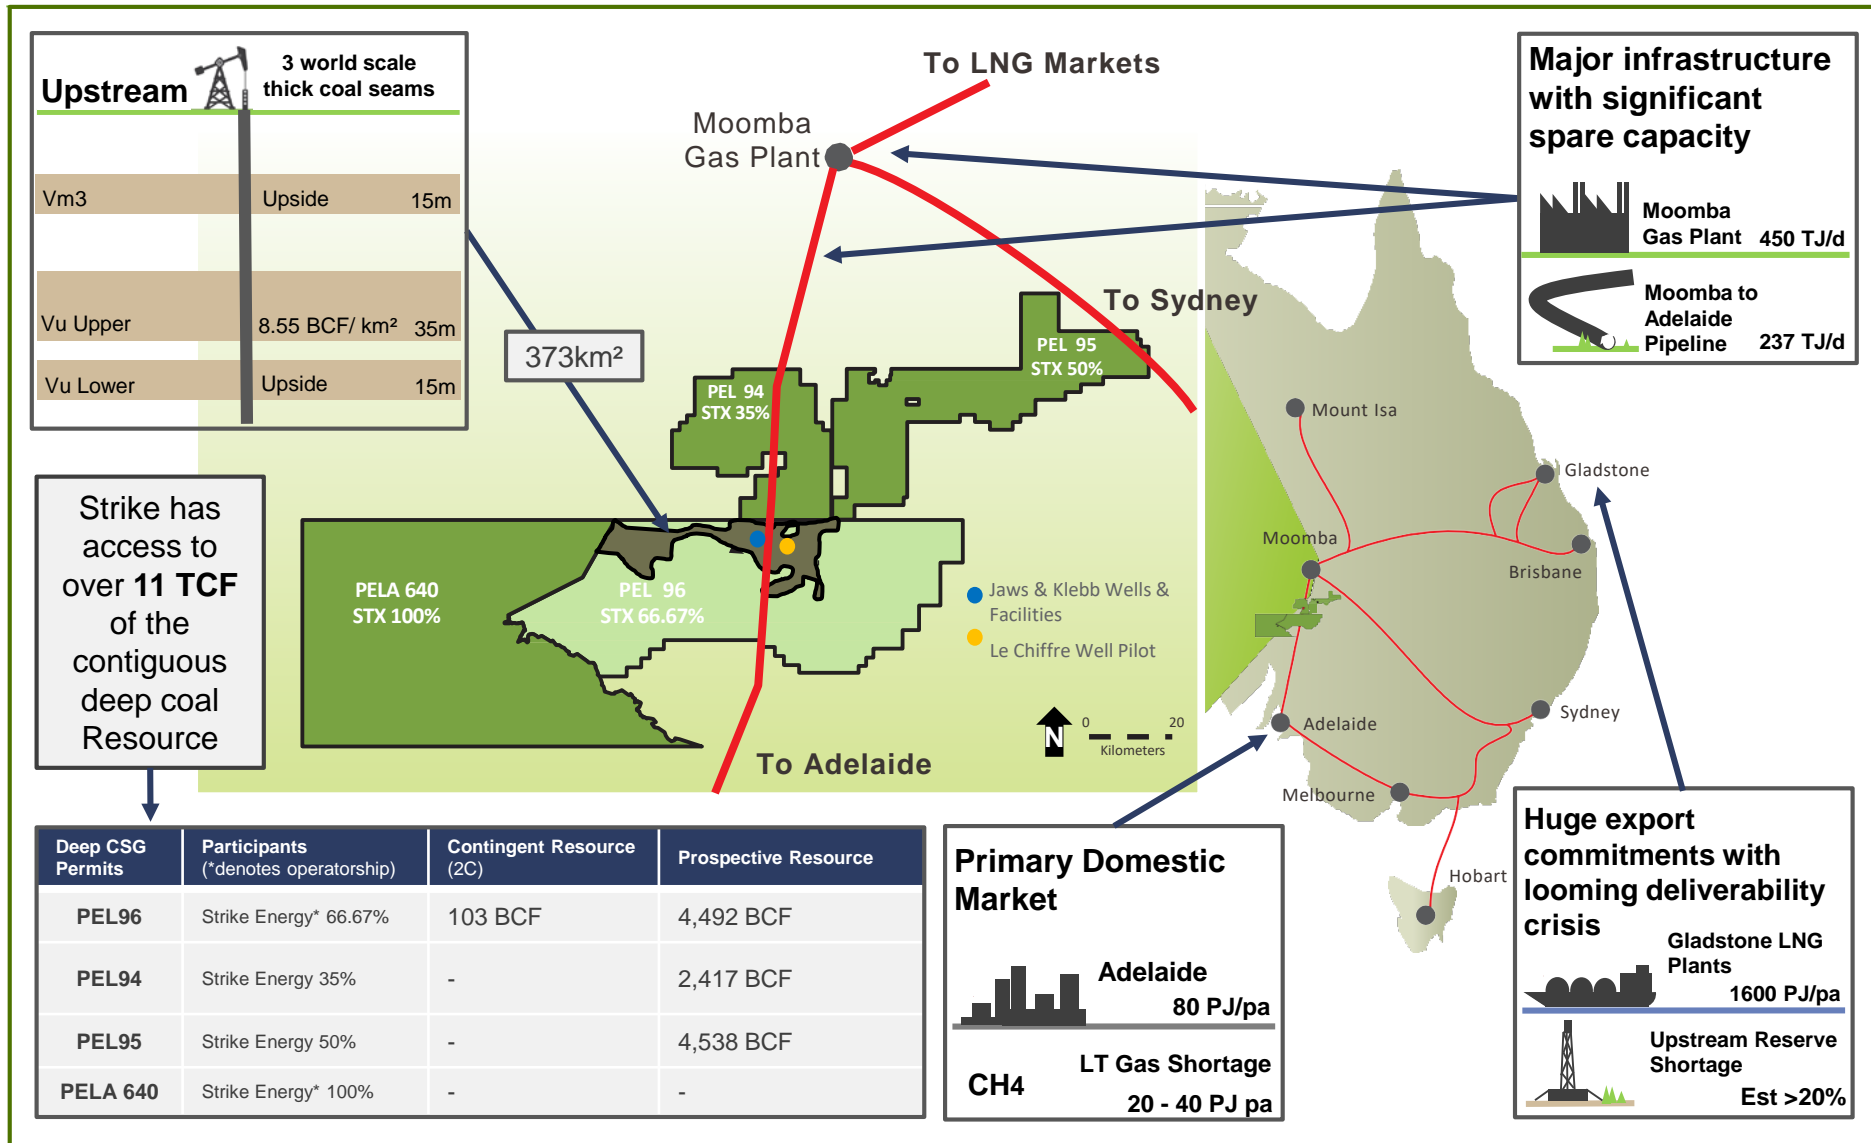 Upstream
3 world scale
thick coal seams
Vm3 Upside 15m
Vu Upper 8.55 BCF/ km² 35m
Vu Lower Upside 15m
373km²
To LNG Markets
Moomba
Gas Plant
To Sydney
PEL 95
STX 50%
PEL 94
STX 35%
PELA 640
STX 100%
PEL 96
STX 66.67%
Jaws & Klebb Wells &
Facilities
Le Chiffre Well Pilot
N
0 20
Kilometers
To Adelaide
Major infrastructure
with significant
spare capacity
Moomba
Gas Plant 450 TJ/d
Moomba to
Adelaide
Pipeline 237 TJ/d
Mount Isa
Gladstone
Moomba
Brisbane
Adelaide
Sydney
Melbourne
Hobart
Strike has
access to
over 11 TCF
of the
contiguous
deep coal
Resource
Deep CSG
Permits
Participants
(*denotes operatorship)
Contingent Resource
(2C)
Prospective Resource
PEL96 Strike Energy* 66.67% 103 BCF 4,492 BCF
PEL94 Strike Energy 35% - 2,417 BCF
PEL95 Strike Energy 50% - 4,538 BCF
PELA 640 Strike Energy* 100% - -
Primary Domestic
Market
Adelaide
80 PJ/pa
CH4
LT Gas Shortage
20 - 40 PJ pa
Huge export
commitments with
looming deliverability
crisis
Gladstone LNG
Plants
1600 PJ/pa
Upstream Reserve
Shortage
Est >20%